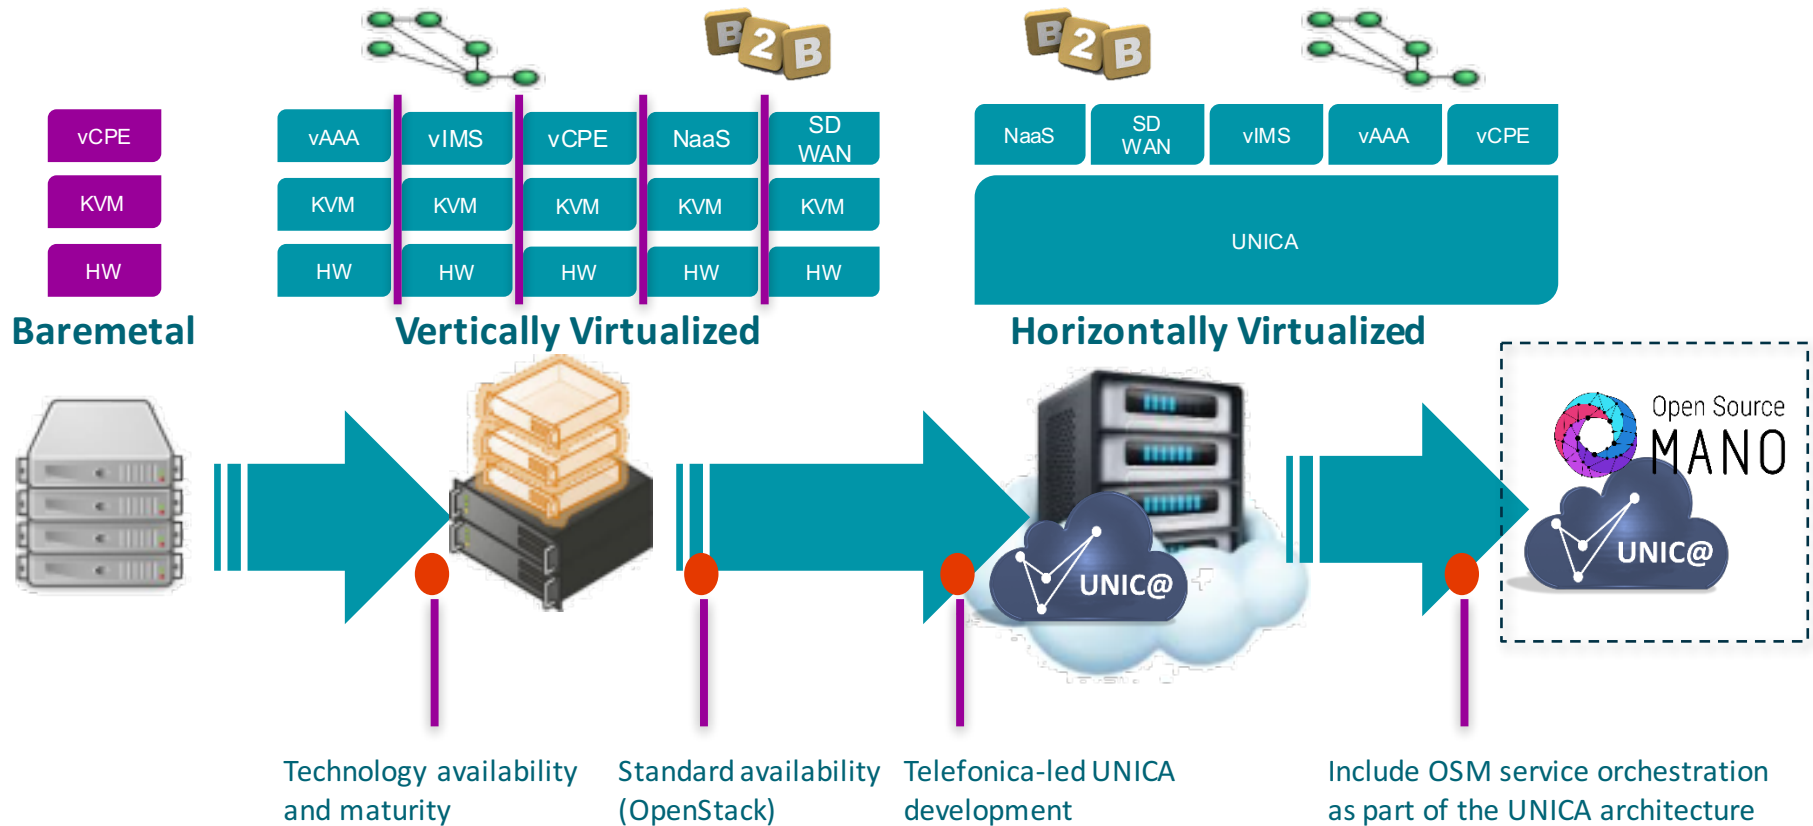 B2B
B2B
vCPE
KVM
HW
vAAA
vIMS
vCPE
NaaS
SD
WAN
KVM
KVM
KVM
KVM
KVM
HW
HW
HW
HW
HW
NaaS
SD
WAN
vIMS
vAAA
vCPE
UNICA
Baremetal
Vertically Virtualized
Horizontally Virtualized
Open Source
MANO
UNIC@
UNIC@
Technology availability
and maturity
Standard availability
(OpenStack)
Telefonica-led UNICA
development
Include OSM service orchestration
as part of the UNICA architecture